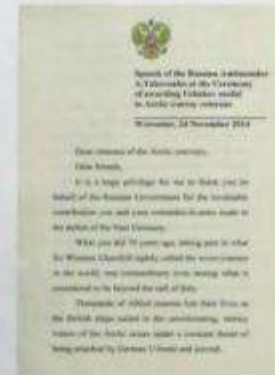 Speech of the Russian Ambassador
A.Yakovenko at the Ceremony
of awarding Ushakov medal
to Arctic convoy veterans
Worcester, 24 November 2014
Dear veterans of the Arctic convoys,
Dear friends,
It is a huge privilege for me to thank you on
behalf of the Russian Government for the invaluable
contribution you and your comrades-in-arms made to
the defeat of the Nazi Germany.
What you did 70 years ago, taking part in what
Sir Winston Churchill rightly called the worst journey
in the world, was extraordinary even among what is
considered to be beyond the call of duty.
Thousands of Allied seamen lost their lives as
the British ships sailed in the
waters of the Arctic ocean under a constant threat of
being attacked by German U-boats and aircraft.